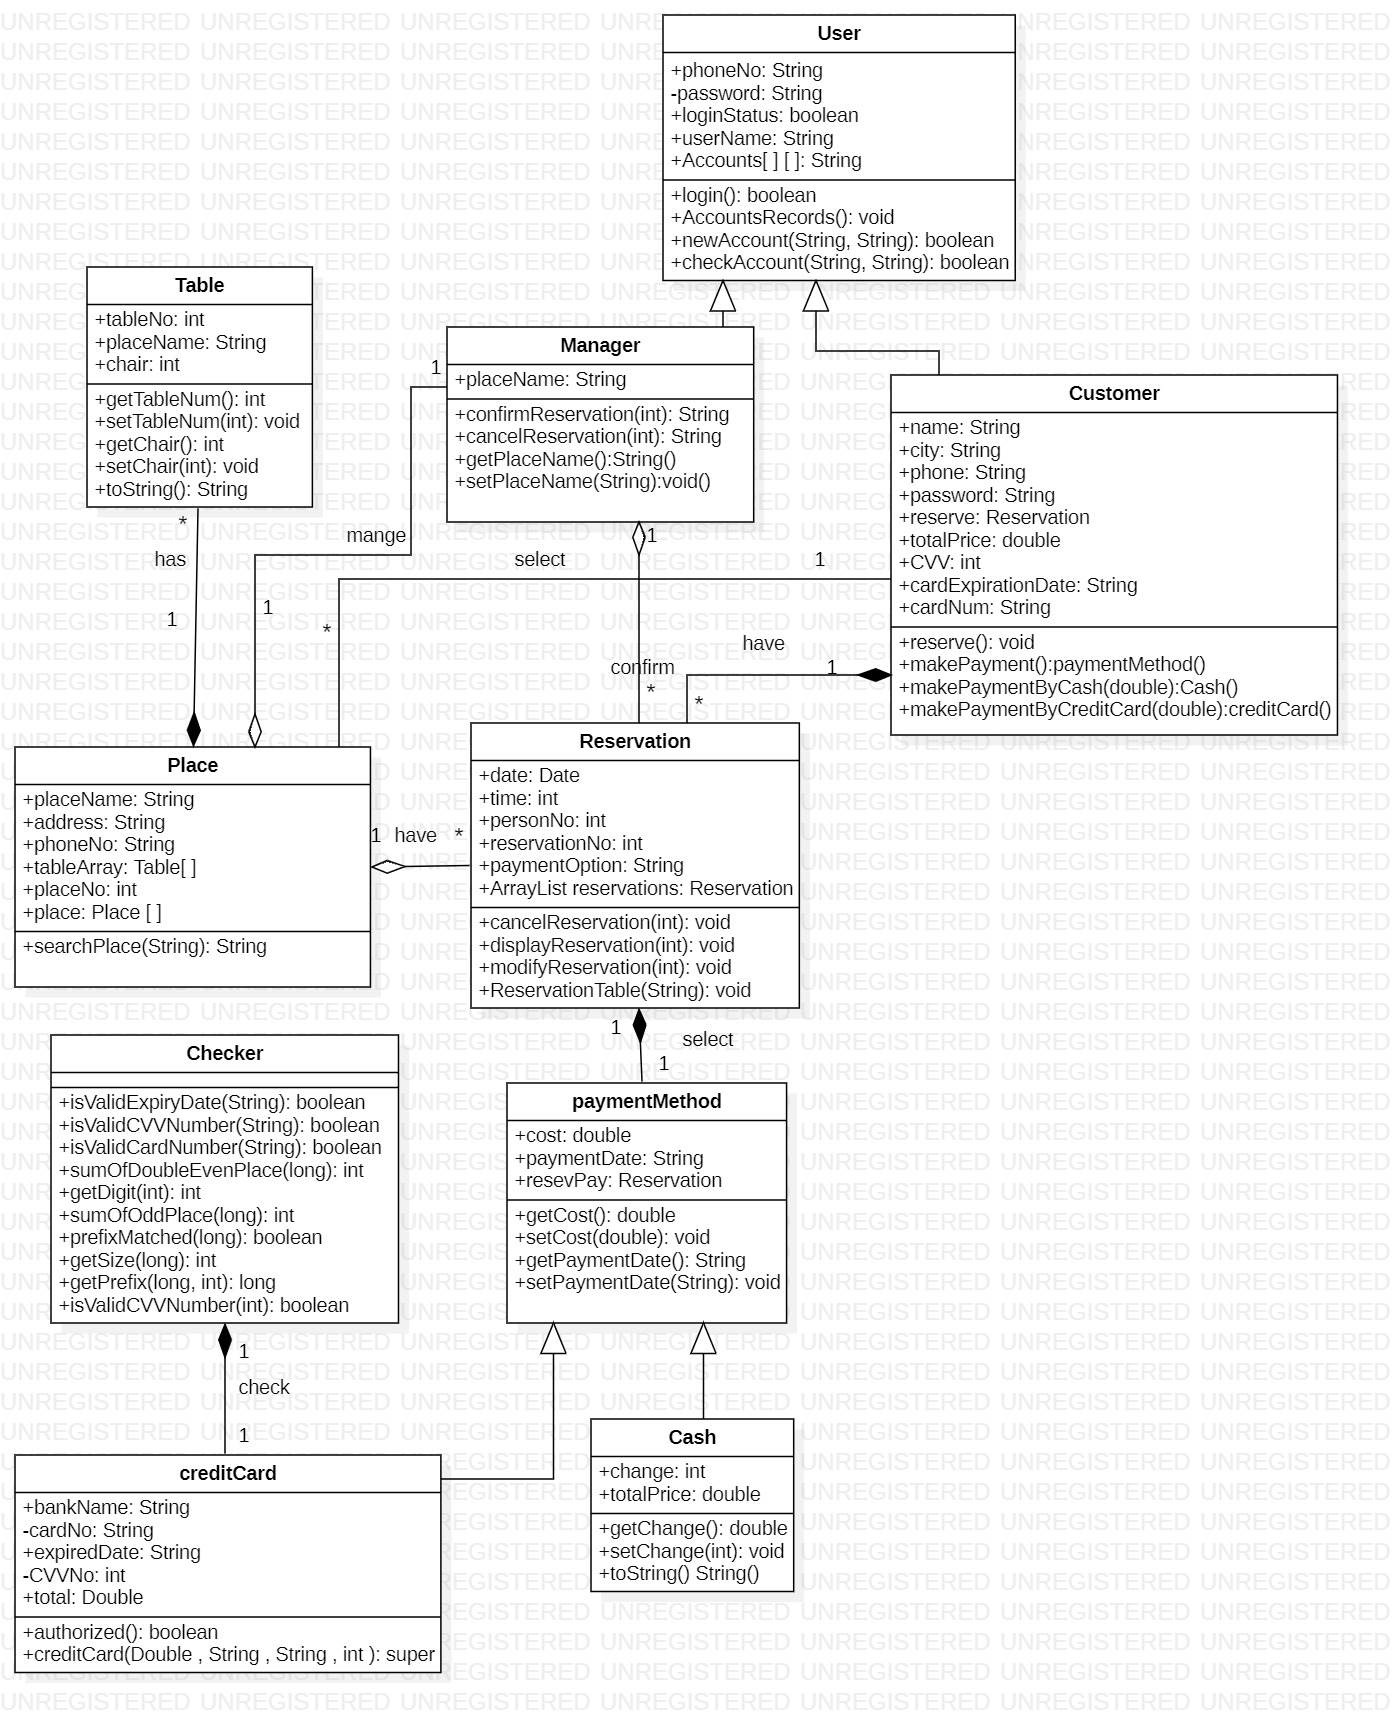 User
+phoneNo: String
-password: String
+loginStatus: boolean
+userName: String
+Accounts[ ] [ ]: String
+login(): boolean
+AccountsRecords(): void
+newAccount(String, String): boolean
+checkAccount(String, String): boolean
Table
+tableNo: int
+placeName: String
+chair: int
+getTableNum(): int
+setTableNum(int): void
+getChair(): int
+setChair(int): void
+toString(): String
Manager
+placeName: String
+confirmReservation(int): String
+cancelReservation(int): String
+getPlaceName():String()
+setPlaceName(String):void()
Customer
+name: String
+city: String
+phone: String
+password: String
+reserve: Reservation
+totalPrice: double
+CVV: int
+cardExpirationDate: String
+cardNum: String
+reserve(): void
+makePayment():paymentMethod()
+makePaymentByCash(double):Cash()
+makePaymentByCreditCard(double):creditCard()
*
has
1
1
mange
1
select
1
*
1
confirm
*
have
1
*
Place
+placeName: String
+address: String
+phoneNo: String
+tableArray: Table[ ]
+placeNo: int
+place: Place [ ]
+searchPlace(String): String
1 have *
Reservation
+date: Date
+time: int
+personNo: int
+reservationNo: int
+paymentOption: String
+ArrayList reservations: Reservation
+cancelReservation(int): void
+displayReservation(int): void
+modifyReservation(int): void
+ReservationTable(String): void
1
select
1
Checker
+isValidExpiryDate(String): boolean
+isValidCVVNumber(String): boolean
+isValidCardNumber(String): boolean
+sumOfDoubleEvenPlace(long): int
+getDigit(int): int
+sumOfOddPlace(long): int
+prefixMatched(long): boolean
+getSize(long): int
+getPrefix(long, int): long
+isValidCVVNumber(int): boolean
paymentMethod
+cost: double
+paymentDate: String
+resevPay: Reservation
+getCost(): double
+setCost(double): void
+getPaymentDate(): String
+setPaymentDate(String): void
1
check
1
creditCard
+bankName: String
-cardNo: String
+expiredDate: String
-CVVNo: int
+total: Double
+authorized(): boolean
+creditCard(Double , String , String , int ): super
Cash
+change: int
+totalPrice: double
+getChange(): double
+setChange(int): void
+toString() String()
UNREGISTERED